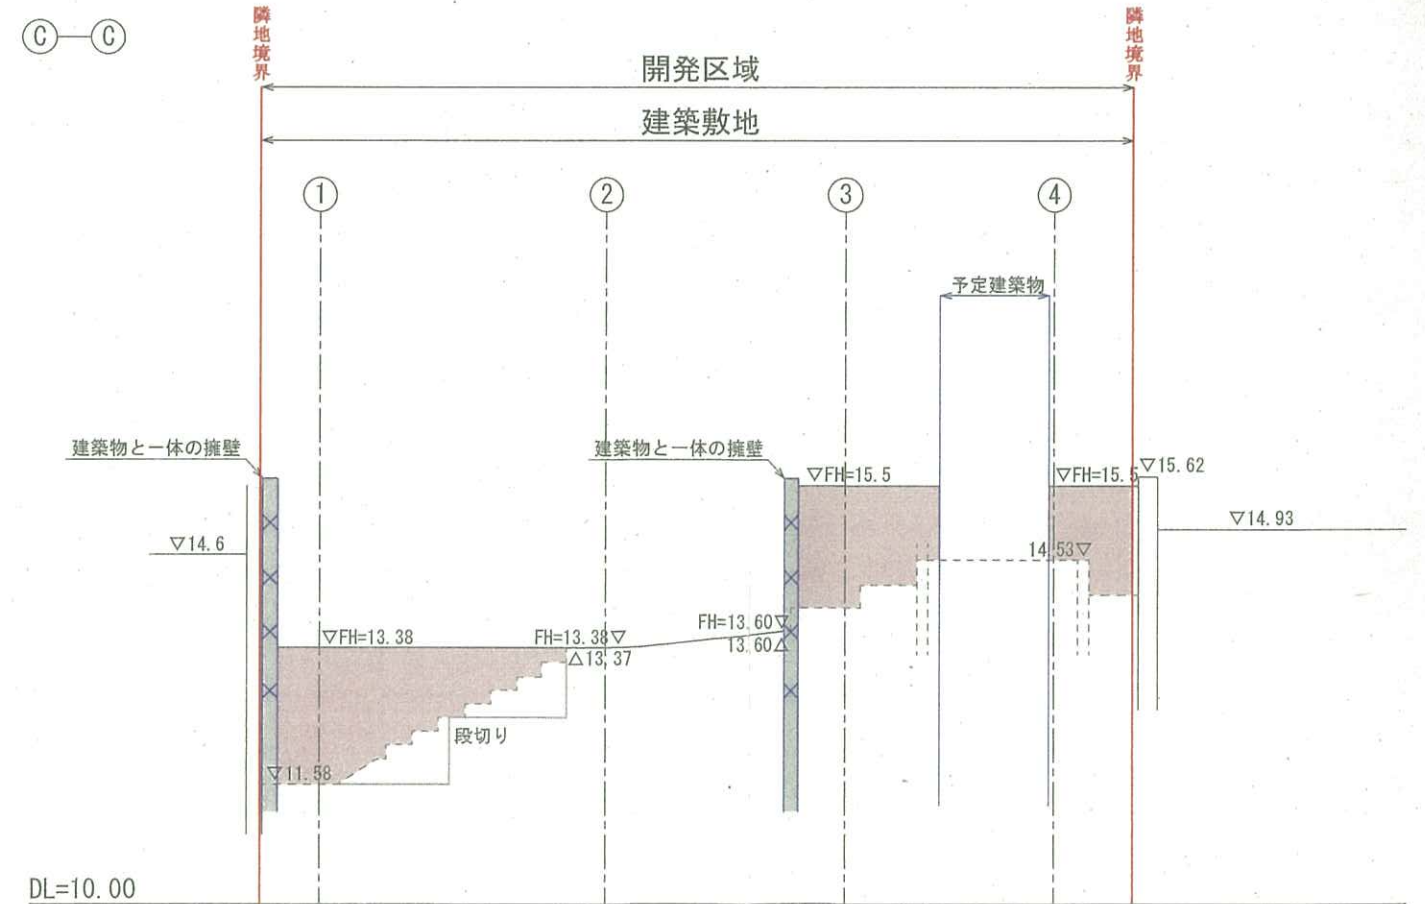 Ⓒ―Ⓒ
隣地境界
隣地境界
開発区域
建築敷地
① ② ③ ④
予定建築物
建築物と一体の擁壁
建築物と一体の擁壁
▽FH=15.5
▽FH=15.5
▽15.62
▽14.6
▽14.93
14.53▽
▽FH=13.38
FH=13.38▽
△13.37
FH=13.60▽
13.60△
段切り
▽11.58
DL=10.00